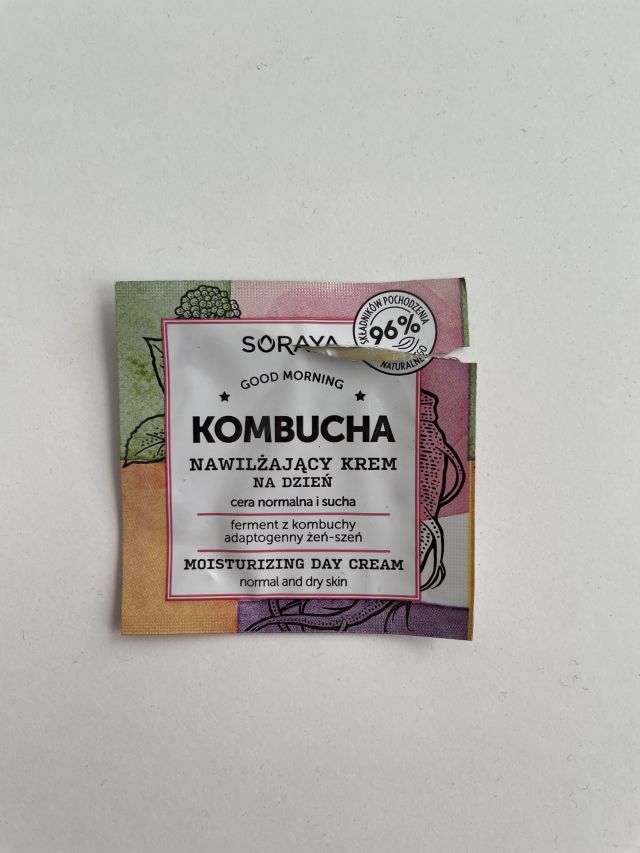 SORAYA
GOOD MORNING
KOMBUCHA
NAWILŻAJĄCY KREM
NA DZIEŃ
cera normalna i sucha
ferment z kombuchy
adaptogenny żeń-szeń
MOISTURIZING DAY CREAM
normal and dry skin
SKŁADNIKÓW POCHODZENIA
96%
NATURALNEGO